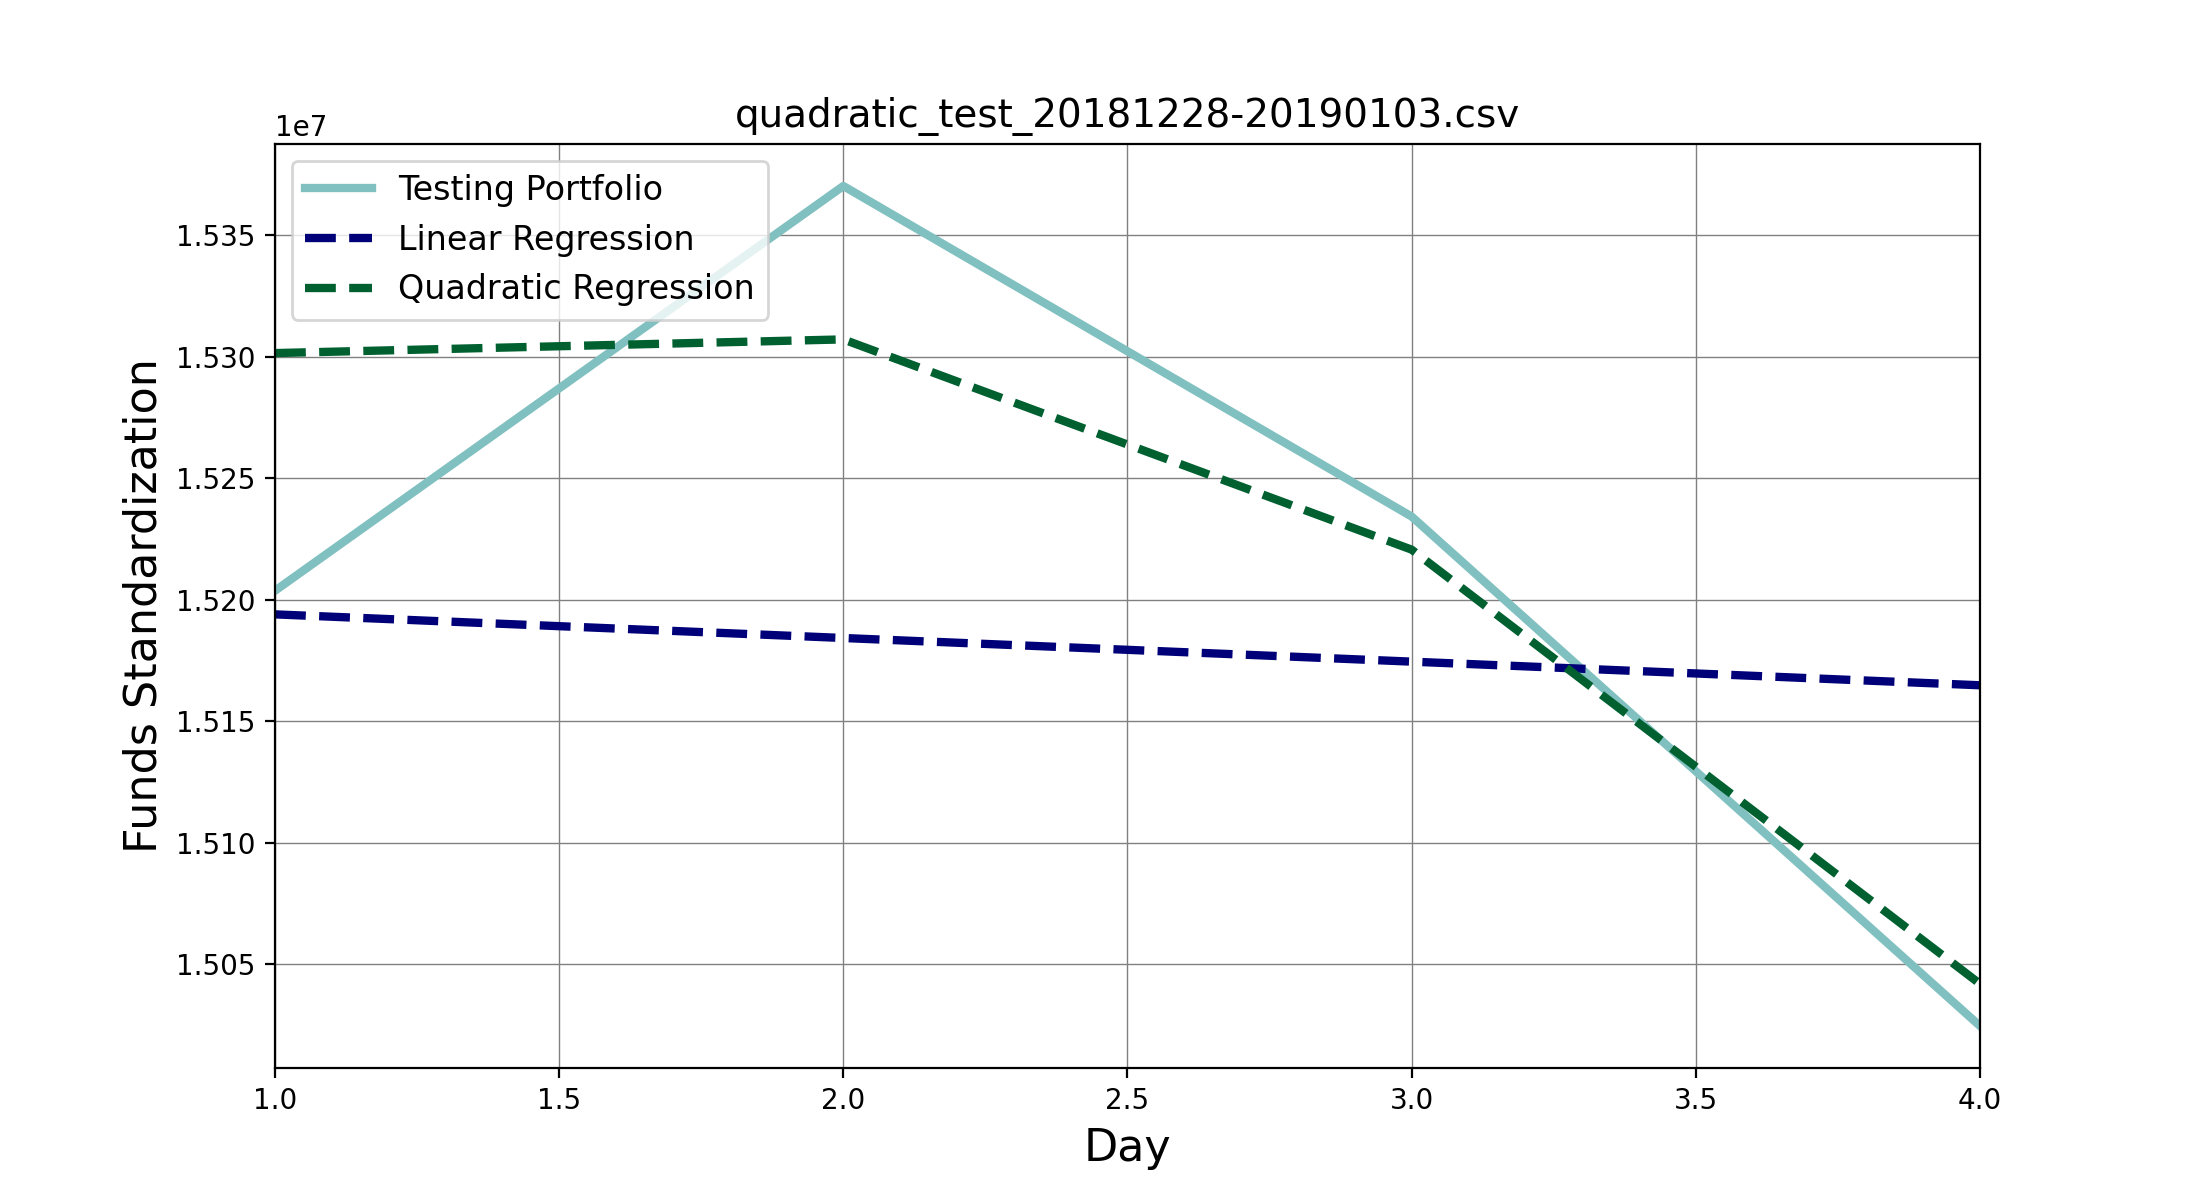 quadratic_test_20181228-20190103.csv
1e7
Testing Portfolio
Linear Regression
Quadratic Regression
Funds Standardization
1.535
1.530
1.525
1.520
1.515
1.510
1.505
1.0 1.5 2.0 2.5 3.0 3.5 4.0
Day